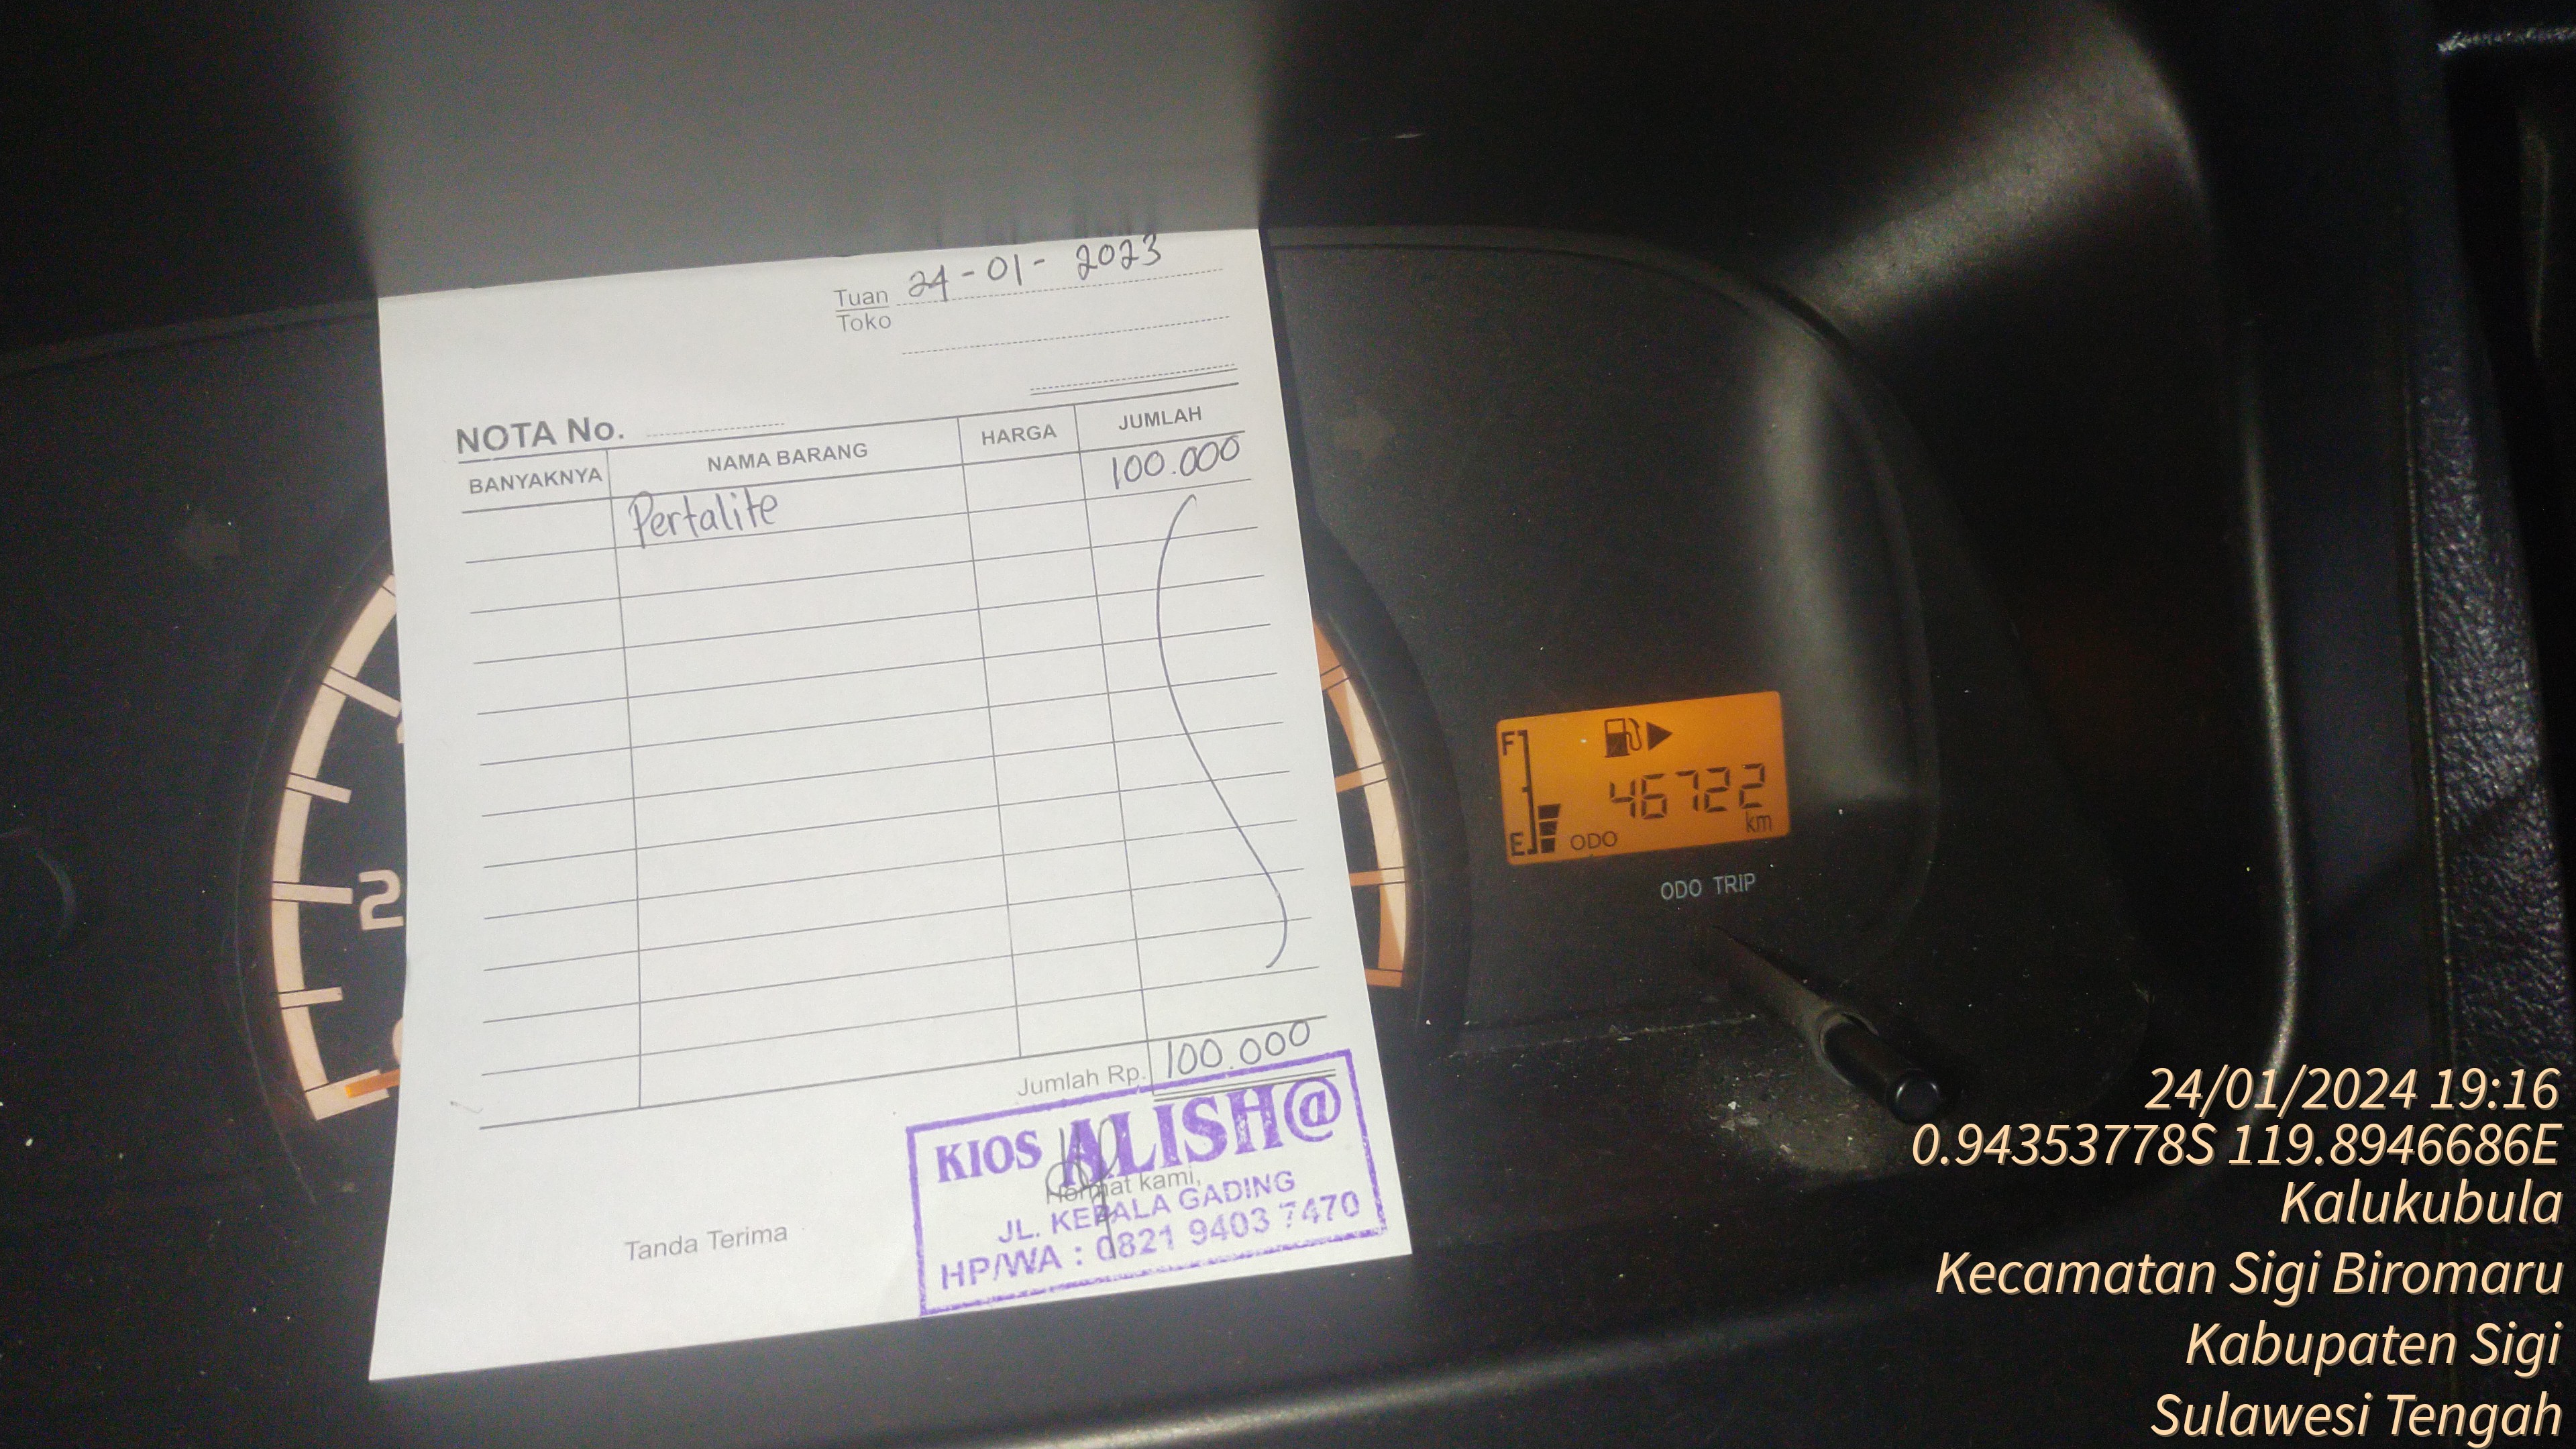 24-01-2023
Tuan
Toko
NOTA No.
BANYAKNYA NAMA BARANG HARGA JUMLAH
Pertalite 100.000
Jumlah Rp. 100.000
KIOS ALISH@
Hormat kami,
JL. KEPALA GADING
HP/WA : 0821 9403 7470
Tanda Terima
2
F
46722
km
E ODO
ODO TRIP
24/01/2024 19:16
0.94353778S 119.8946686E
Kalukubula
Kecamatan Sigi Biromaru
Kabupaten Sigi
Sulawesi Tengah